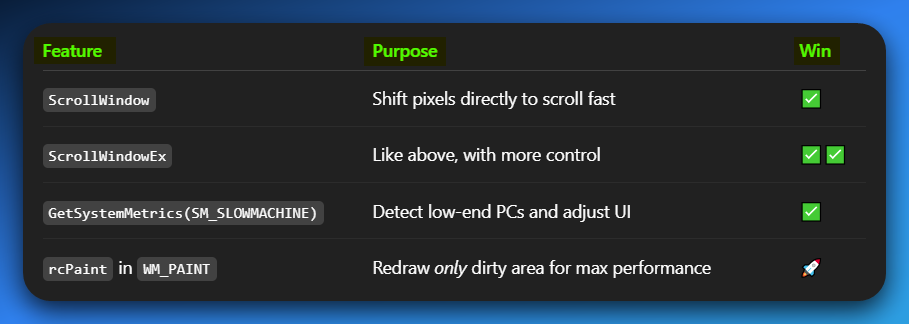 Feature Purpose Win
ScrollWindow Shift pixels directly to scroll fast ✅
ScrollWindowEx Like above, with more control ✅ ✅
GetSystemMetrics(SM_SLOWMACHINE) Detect low-end PCs and adjust UI ✅
rcPaint in WM_PAINT Redraw only dirty area for max performance 🚀